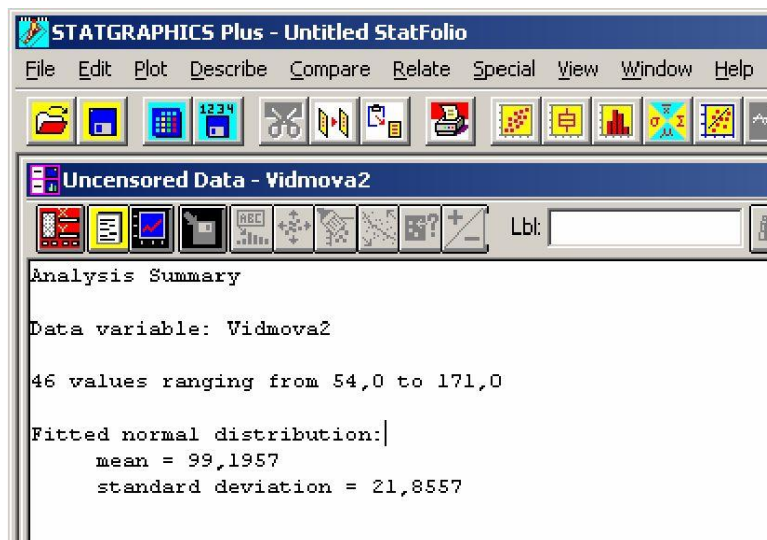 STATGRAPHICS Plus - Untitled StatFolio
File Edit Plot Describe Compare Relate Special View Window Help
1234
Uncensored Data - Vidmova2
ABC
Lbl:
Analysis Summary
Data variable: Vidmova2
46 values ranging from 54,0 to 171,0
Fitted normal distribution:
mean = 99,1957
standard deviation = 21,8557